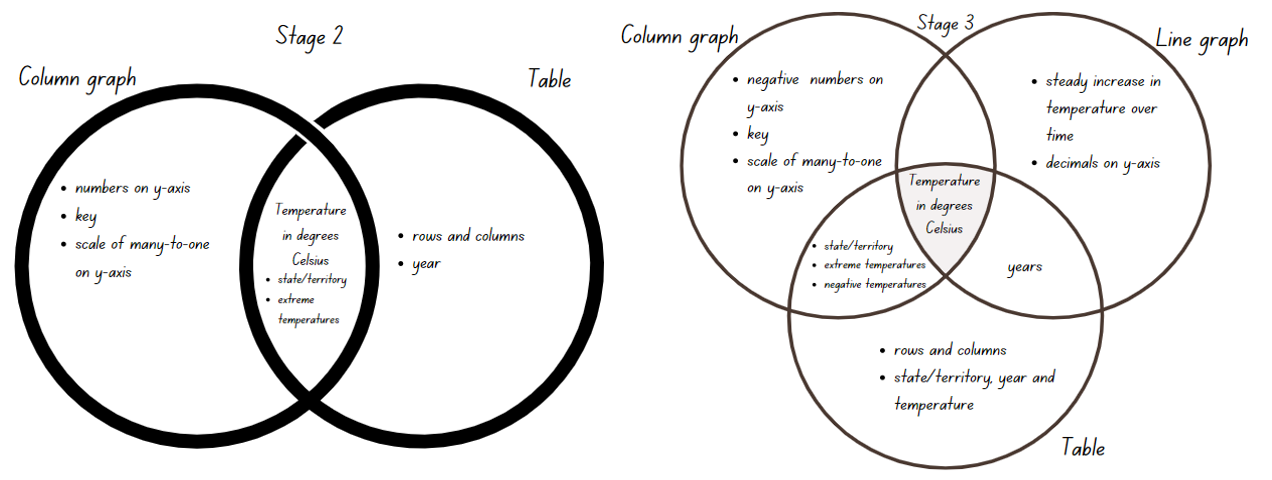 Stage 2
Column graph
Table
• numbers on y-axis
• key
• scale of many-to-one
on y-axis
Temperature
in degrees
Celsius
• state/territory
• extreme
temperatures
• rows and columns
• year
Stage 3
Column graph
Line graph
• negative numbers on
y-axis
• key
• scale of many-to-one
on y-axis
• steady increase in
temperature over
time
• decimals on y-axis
Temperature
in degrees
Celsius
• state/territory
• extreme temperatures
• negative temperatures
years
• rows and columns
• state/territory, year and
temperature
Table